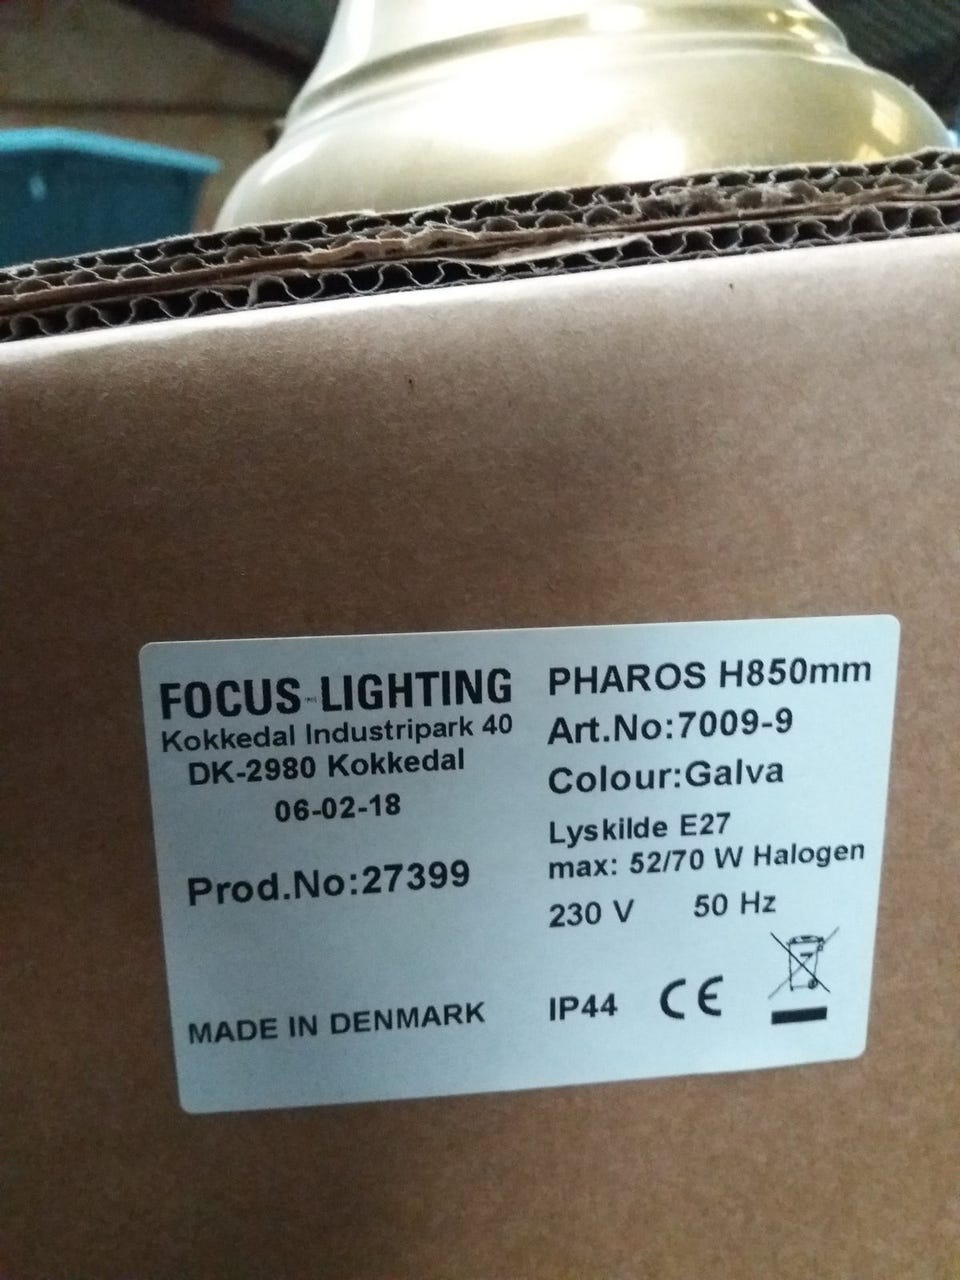 FOCUS LIGHTING
Kokkedal Industripark 40
DK-2980 Kokkedal
06-02-18
Prod.No:27399
MADE IN DENMARK
PHAROS H850mm
Art.No:7009-9
Colour:Galva
Lyskilde E27
max: 52/70 W Halogen
230 V 50 Hz
IP44 CE